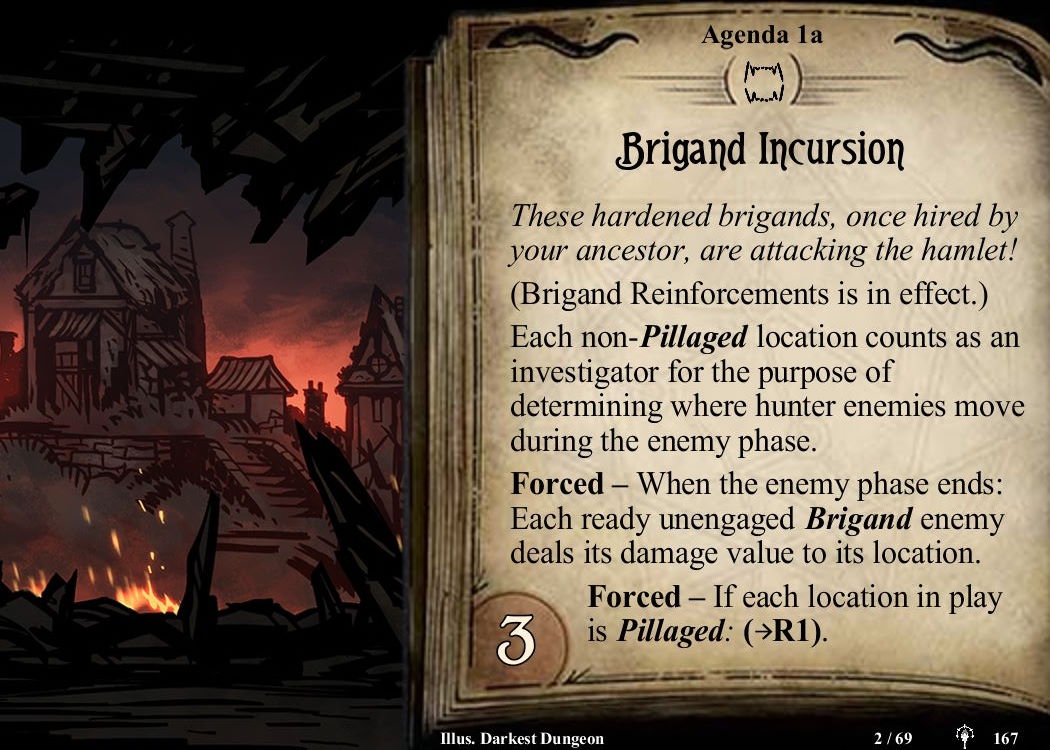 Agenda 1a
Brigand Incursion
These hardened brigands, once hired by
your ancestor, are attacking the hamlet!
(Brigand Reinforcements is in effect.)
Each non-Pillaged location counts as an
investigator for the purpose of
determining where hunter enemies move
during the enemy phase.
Forced – When the enemy phase ends:
Each ready unengaged Brigand enemy
deals its damage value to its location.
Forced – If each location in play
is Pillaged: (→R1).
3
Illus. Darkest Dungeon
2 / 69
167